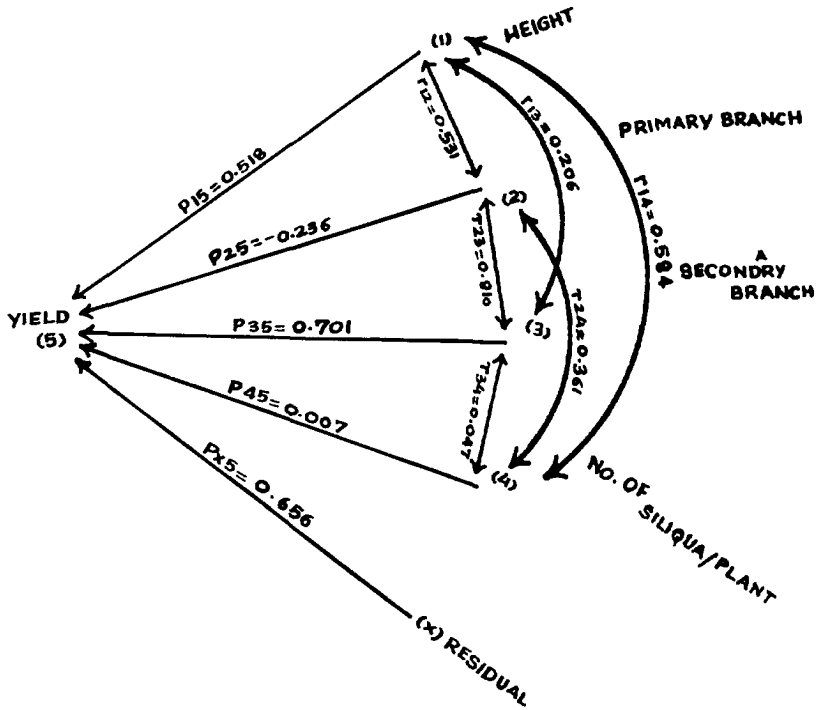 (1)
HEIGHT
r12=0.531
r13=0.206
PRIMARY BRANCH
P15=0.518
r14=0.584
(2)
P25=-0.236
r23=0.910
A
SECONDRY
BRANCH
YIELD
(5)
P35=0.701
(3)
r24=0.361
r34=0.047
P45=0.007
(4)
NO. OF
SILIQUA/PLANT
Px5=0.656
(x) RESIDUAL